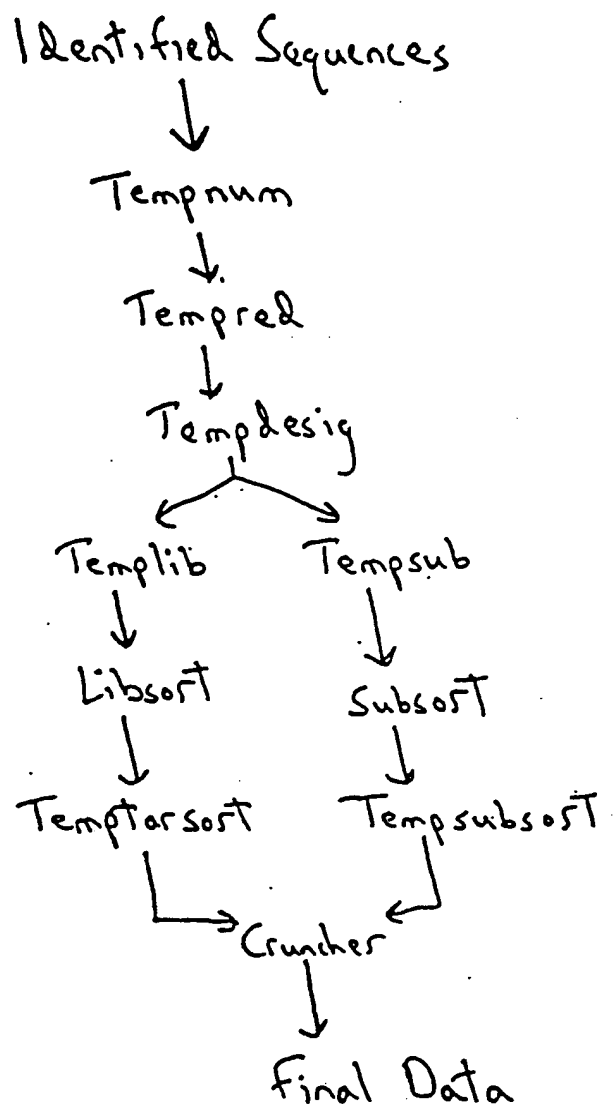 Identified Sequences
Tempnum
Tempred
Tempdesig
Templib Tempsub
Libsort Subsort
Temptarsort Tempsubsort
Cruncher
Final Data